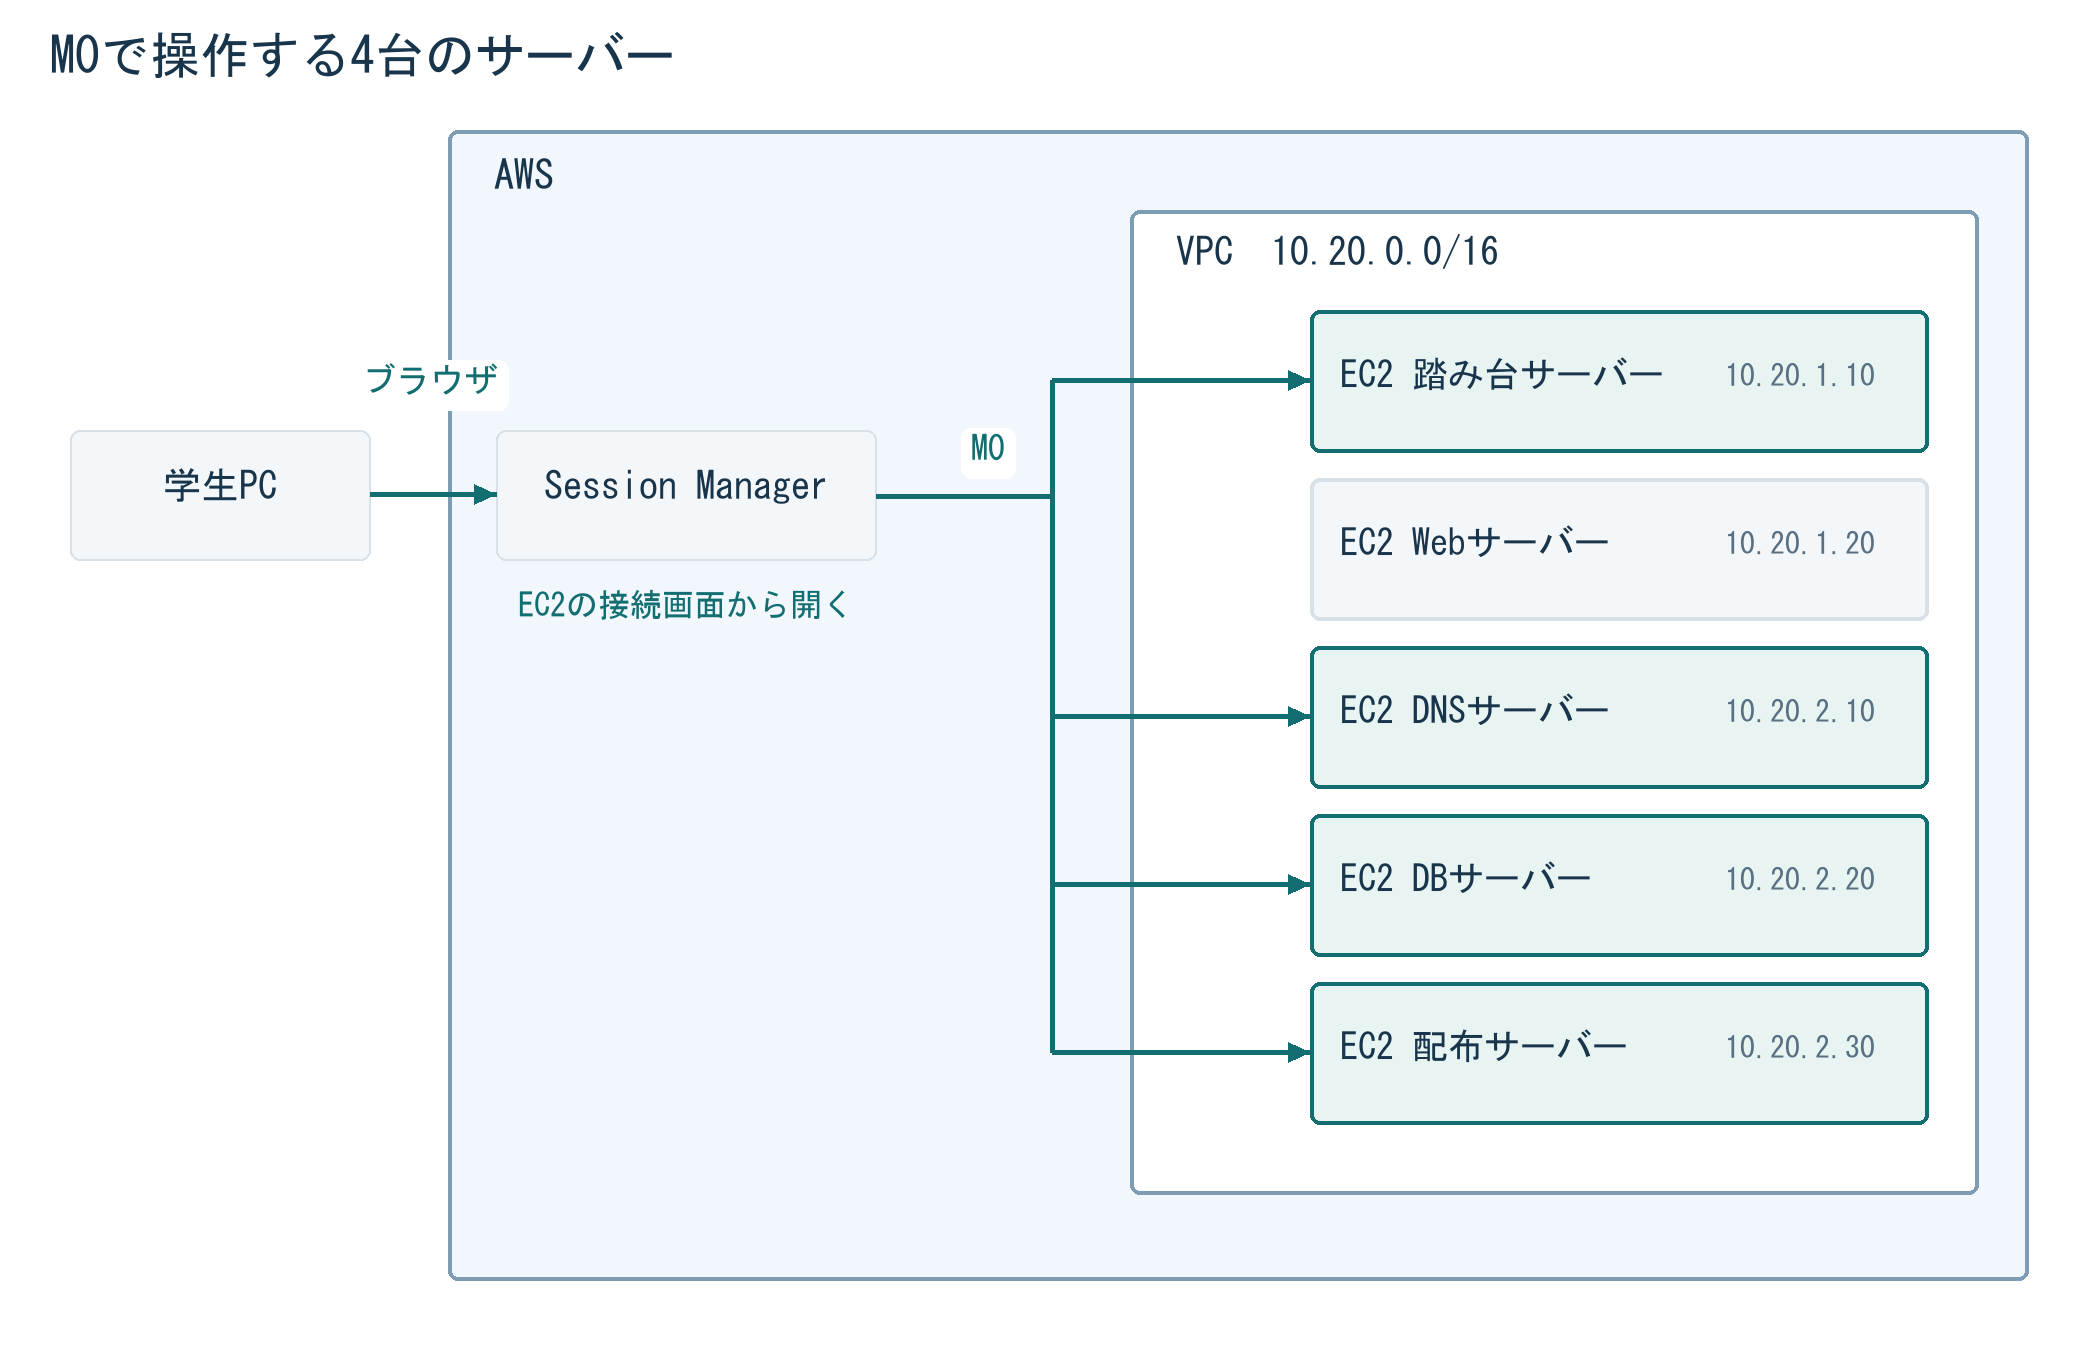 M0で操作する4台のサーバー
AWS
VPC 10.20.0.0/16
ブラウザ
学生PC
Session Manager
EC2の接続画面から開く
M0
EC2 踏み台サーバー 10.20.1.10
EC2 Webサーバー 10.20.1.20
EC2 DNSサーバー 10.20.2.10
EC2 DBサーバー 10.20.2.20
EC2 配布サーバー 10.20.2.30